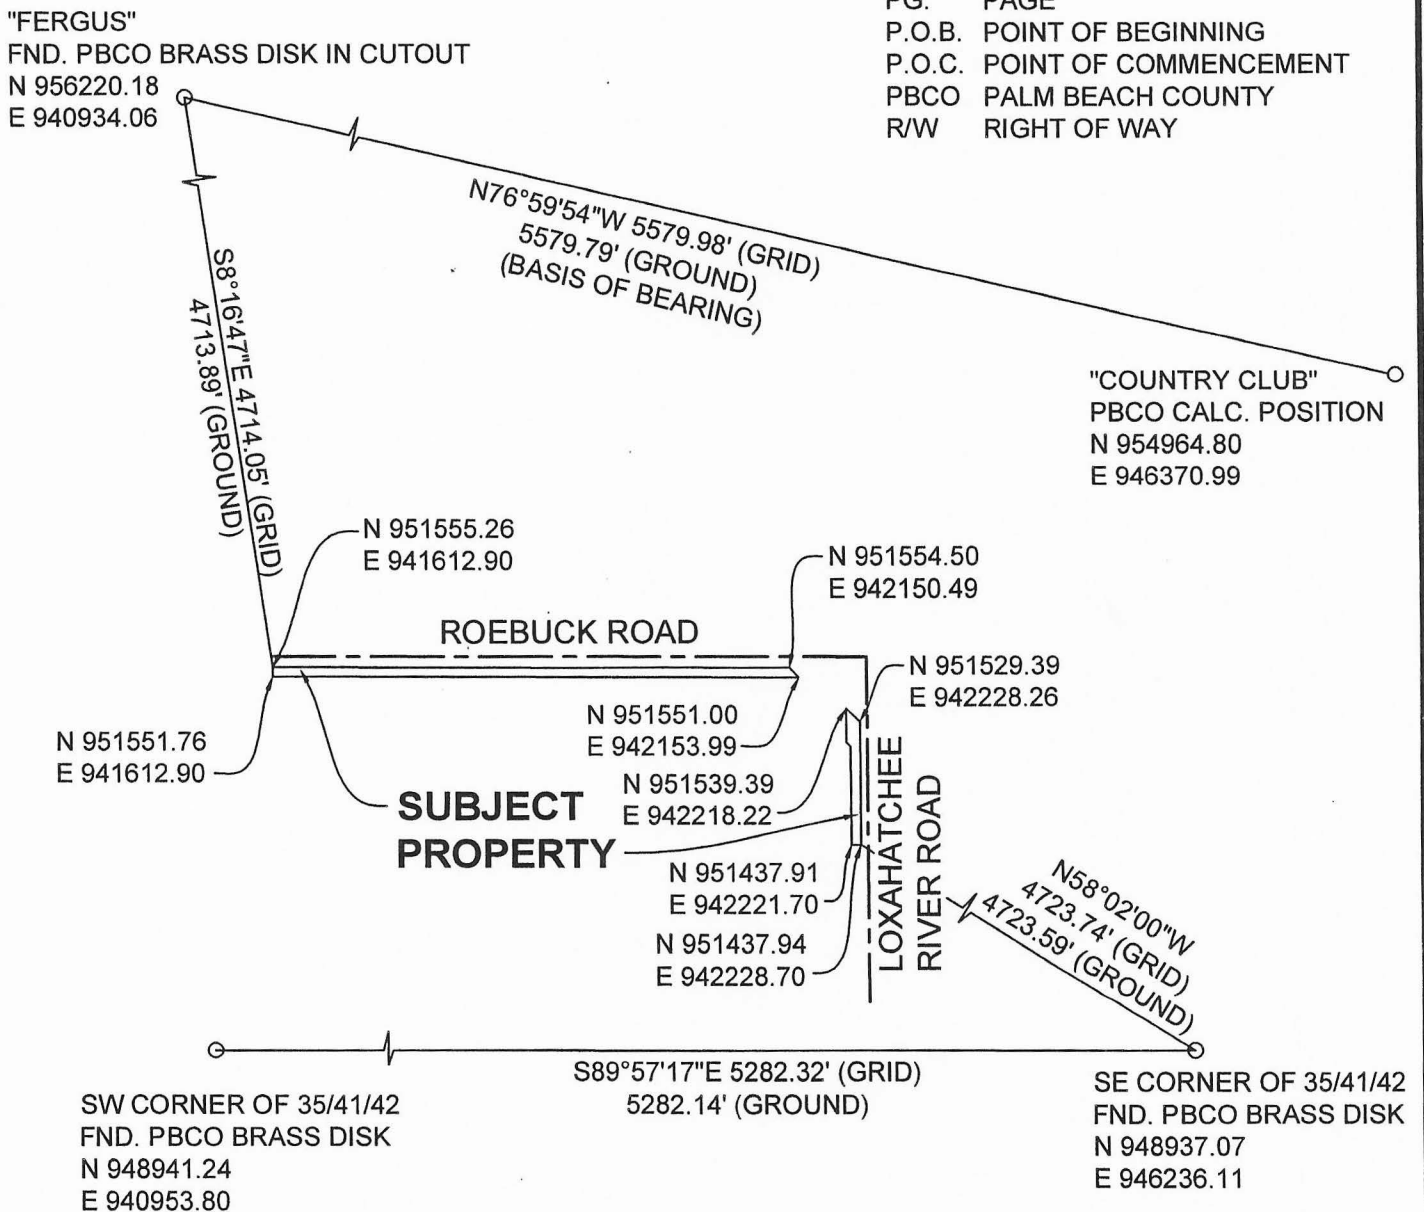 PG. PAGE
P.O.B. POINT OF BEGINNING
P.O.C. POINT OF COMMENCEMENT
PBCO PALM BEACH COUNTY
R/W RIGHT OF WAY
"FERGUS"
FND. PBCO BRASS DISK IN CUTOUT
N 956220.18
E 940934.06
N76°59'54"W 5579.98' (GRID)
5579.79' (GROUND)
(BASIS OF BEARING)
S8°16'47"E 4714.05' (GRID)
4713.89' (GROUND)
"COUNTRY CLUB"
PBCO CALC. POSITION
N 954964.80
E 946370.99
N 951555.26
E 941612.90
N 951554.50
E 942150.49
ROEBUCK ROAD
N 951529.39
E 942228.26
N 951551.00
E 942153.99
N 951551.76
E 941612.90
N 951539.39
E 942218.22
SUBJECT
PROPERTY
LOXAHATCHEE
RIVER ROAD
N 951437.91
E 942221.70
N 951437.94
E 942228.70
N58°02'00"W
4723.74' (GRID)
4723.59' (GROUND)
S89°57'17"E 5282.32' (GRID)
5282.14' (GROUND)
SW CORNER OF 35/41/42
FND. PBCO BRASS DISK
N 948941.24
E 940953.80
SE CORNER OF 35/41/42
FND. PBCO BRASS DISK
N 948937.07
E 946236.11